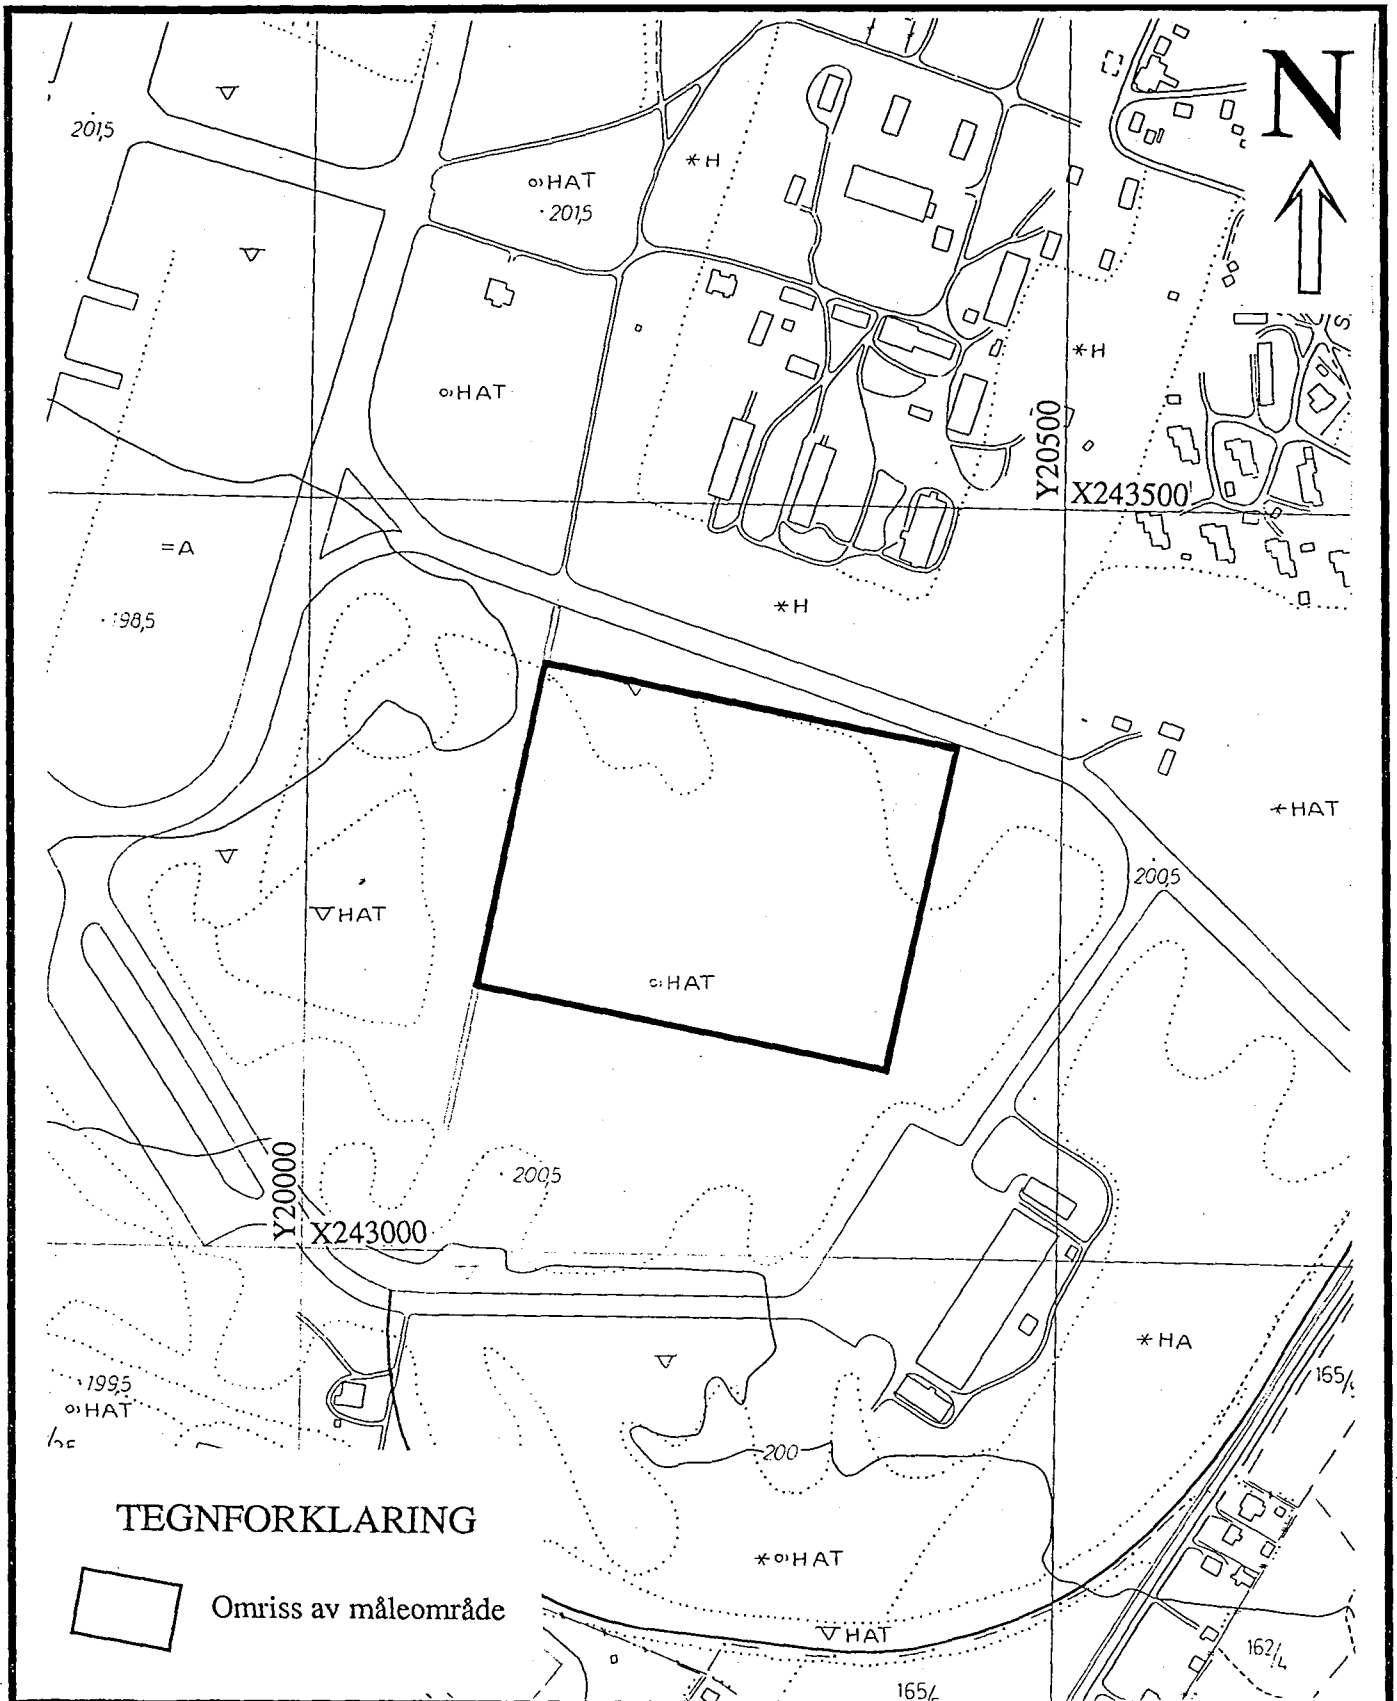 N
201,5
*H
o)HAT
· 201,5
*H
S
o)HAT
Y20500
X243500
=A
· 198,5
*H
*HAT
200,5
HAT
o)HAT
Y20000
X243000
· 200,5
*HA
165/
· 199,5
o)HAT
200
TEGNFORKLARING
*o)HAT
Omriss av måleområde
HAT
162/4
165/